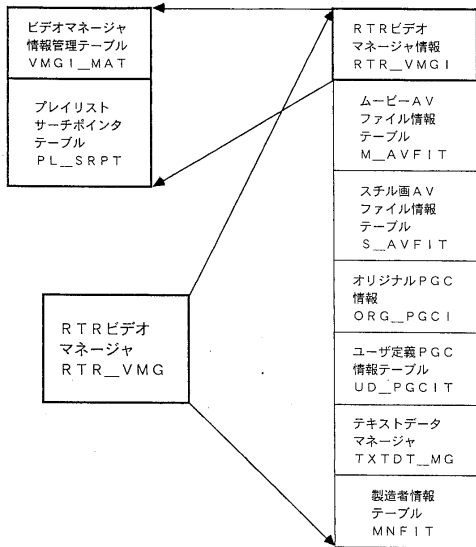 ビデオマネージャ
情報管理テーブル
ＶＭＧＩ＿ＭＡＴ
プレイリスト
サーチポインタ
テーブル
ＰＬ＿ＳＲＰＴ
ＲＴＲビデオ
マネージャ
ＲＴＲ＿ＶＭＧ
ＲＴＲビデオ
マネージャ情報
ＲＴＲ＿ＶＭＧＩ
ムービーＡＶ
ファイル情報
テーブル
Ｍ＿ＡＶＦＩＴ
スチル画ＡＶ
ファイル情報
テーブル
Ｓ＿ＡＶＦＩＴ
オリジナルＰＧＣ
情報
ＯＲＧ＿ＰＧＣＩ
ユーザ定義ＰＧＣ
情報テーブル
ＵＤ＿ＰＧＣＩＴ
テキストデータ
マネージャ
ＴＸＴＤＴ＿ＭＧ
製造者情報
テーブル
ＭＮＦＩＴ